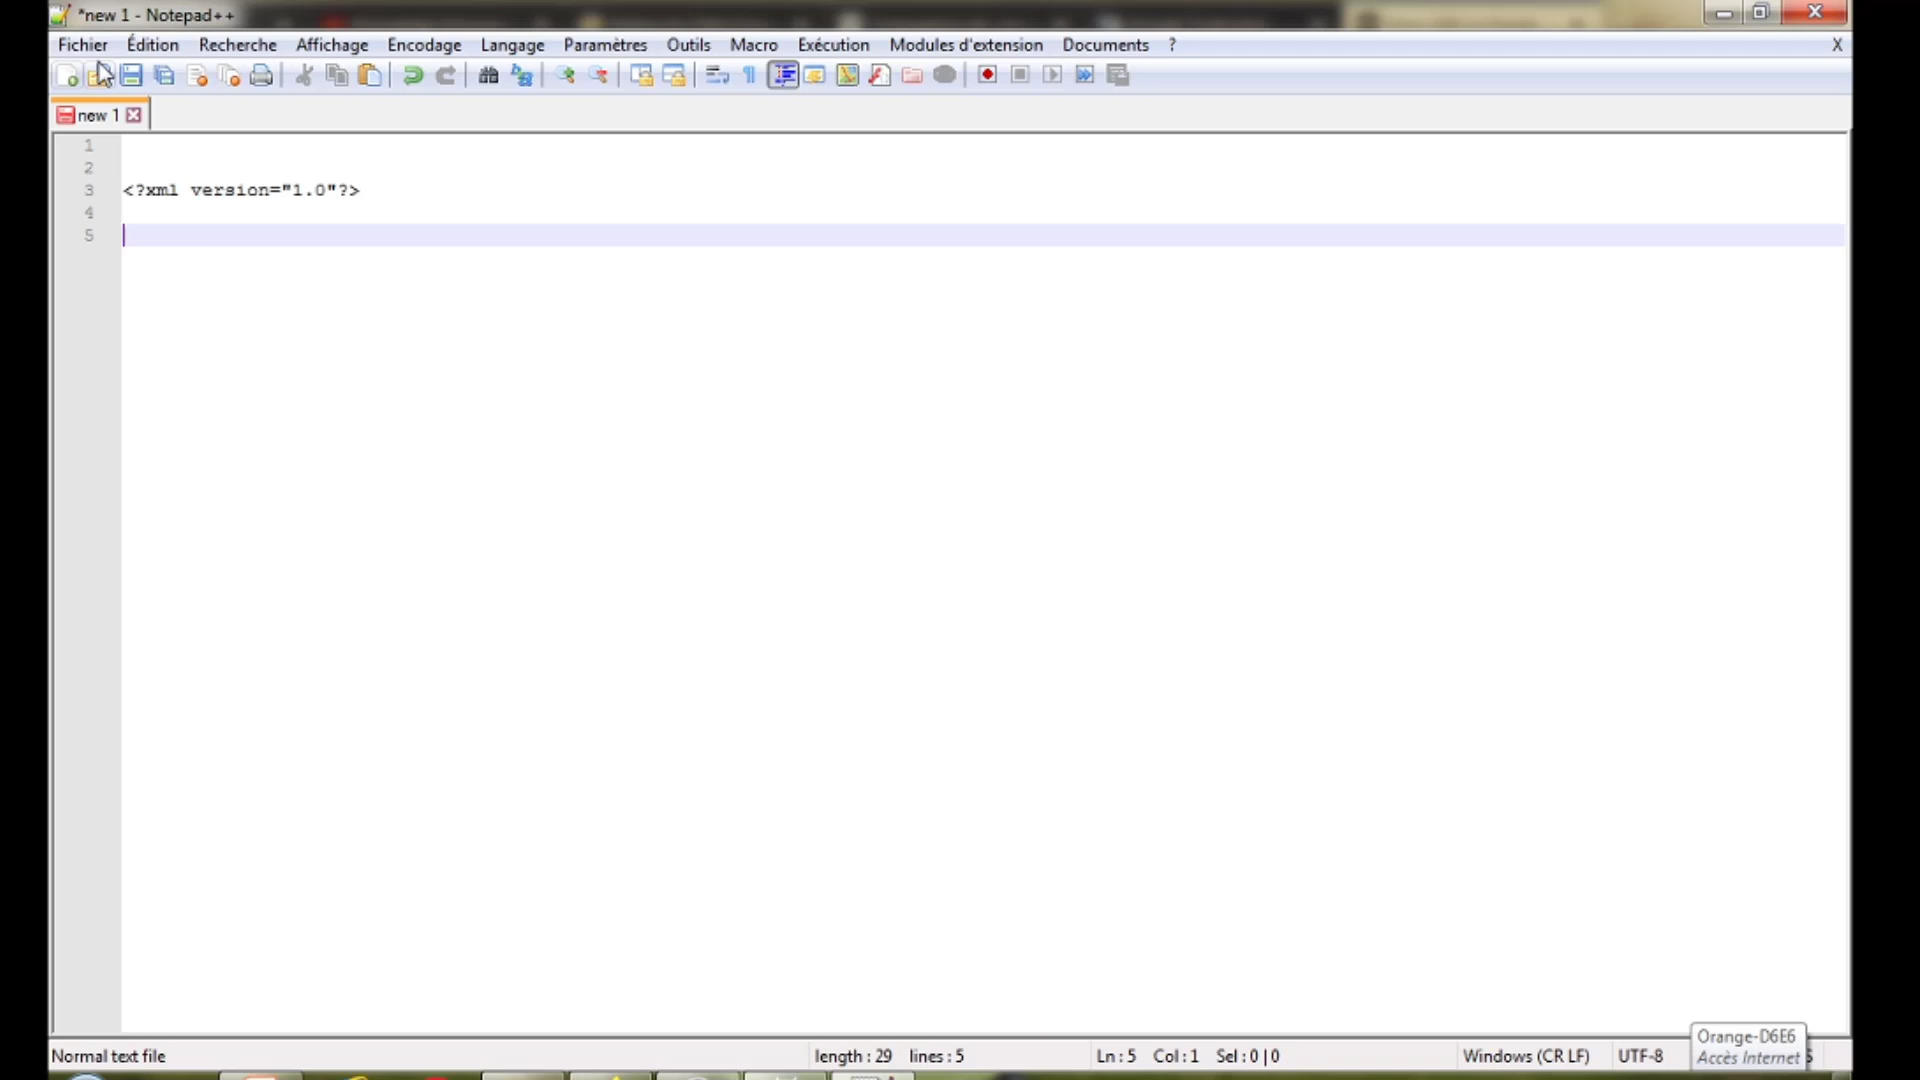 *new 1 - Notepad++
Fichier Édition Recherche Affichage Encodage Langage Paramètres Outils Macro Exécution Modules d'extension Documents ? X
new 1
1
2
3 <?xml version="1.0"?>
4
5
Orange-D6E6
Normal text file length : 29 lines : 5 Ln : 5 Col : 1 Sel : 0 | 0 Windows (CR LF) UTF-8 Accès Internet S